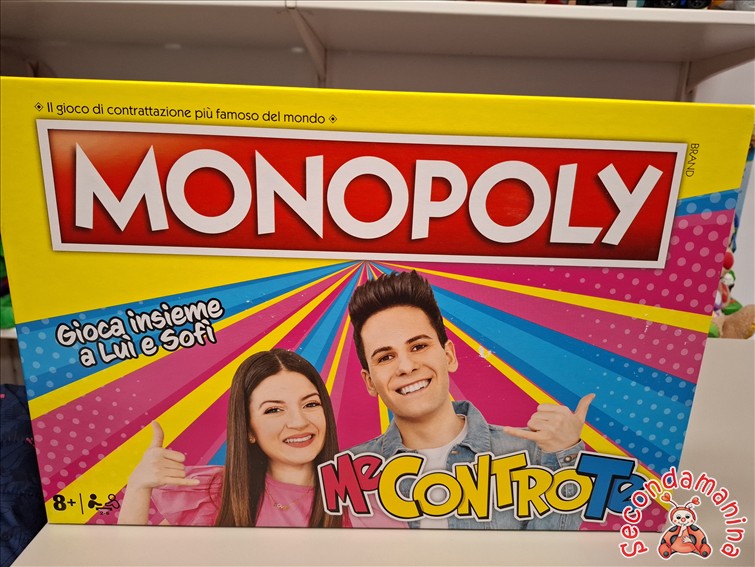 Il gioco di contrattazione più famoso del mondo
MONOPOLY
BRAND
Gioca insieme
a Luì e Sofì
Me CONTRO Te
8+
Secondamanina